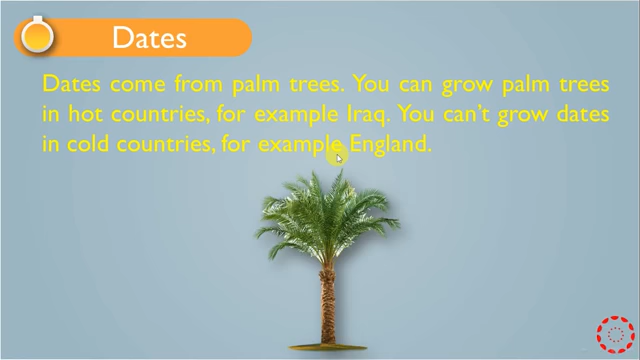 Dates
Dates come from palm trees. You can grow palm trees
in hot countries, for example Iraq. You can't grow dates
in cold countries, for example England.